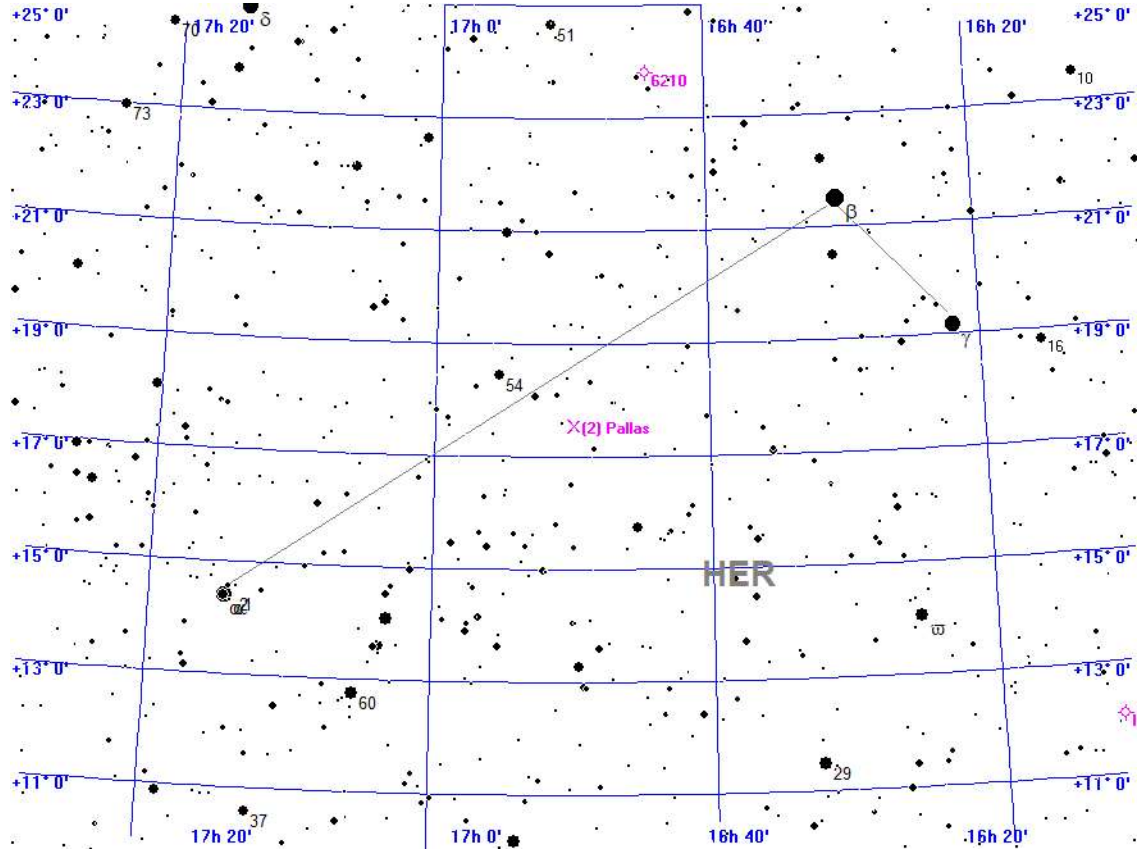 +25° 0' 17h 20' 17h 0' 16h 40' 16h 20' +25° 0'
70 δ 51
6210 10
+23° 0' 73 +23° 0'
+21° 0' β +21° 0'
+19° 0' γ 16 +19° 0'
54
(2) Pallas
+17° 0' +17° 0'
+15° 0' +15° 0'
HER
α2 ϖ
+13° 0' +13° 0'
60
29
+11° 0' +11° 0'
37
17h 20' 17h 0' 16h 40' 16h 20'